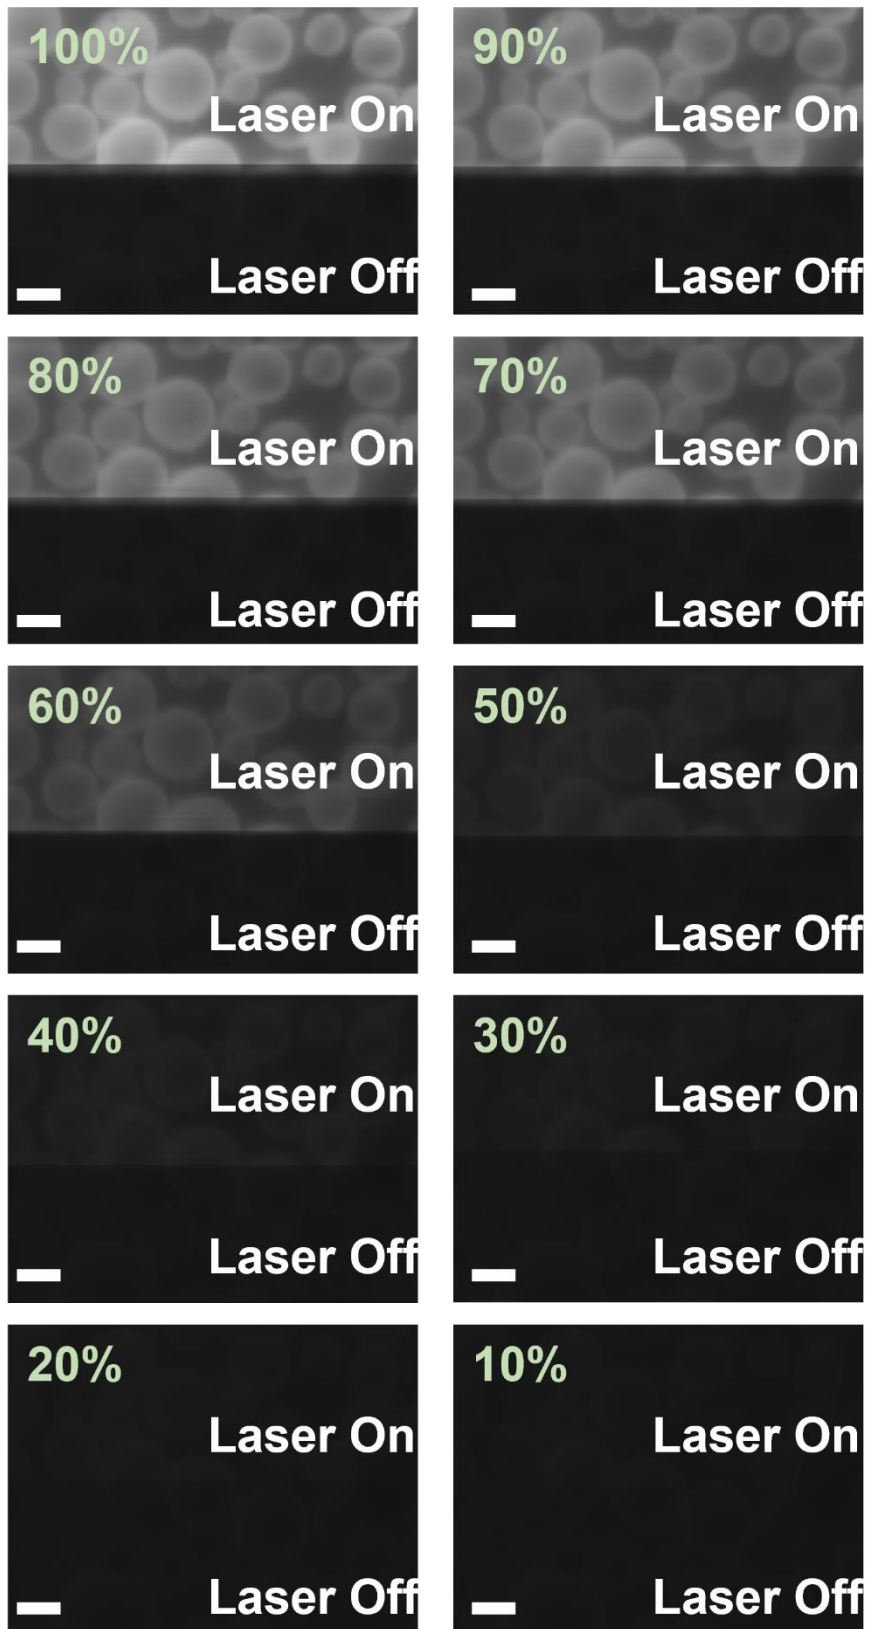 100%
Laser On
Laser Off
90%
Laser On
Laser Off
80%
Laser On
Laser Off
70%
Laser On
Laser Off
60%
Laser On
Laser Off
50%
Laser On
Laser Off
40%
Laser On
Laser Off
30%
Laser On
Laser Off
20%
Laser On
Laser Off
10%
Laser On
Laser Off